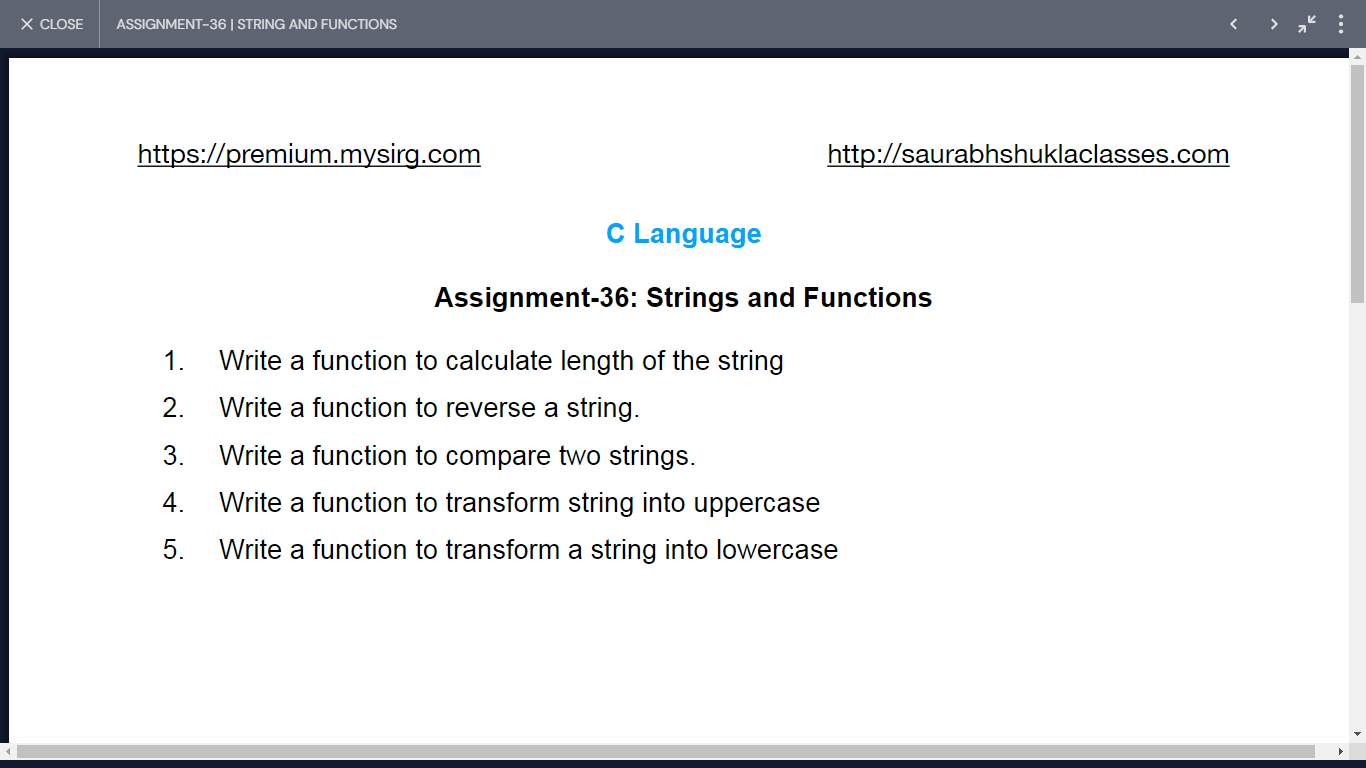 CLOSE
ASSIGNMENT-36 | STRING AND FUNCTIONS
https://premium.mysirg.com
http://saurabhshuklaclasses.com
C Language
Assignment-36: Strings and Functions
1. Write a function to calculate length of the string
2. Write a function to reverse a string.
3. Write a function to compare two strings.
4. Write a function to transform string into uppercase
5. Write a function to transform a string into lowercase